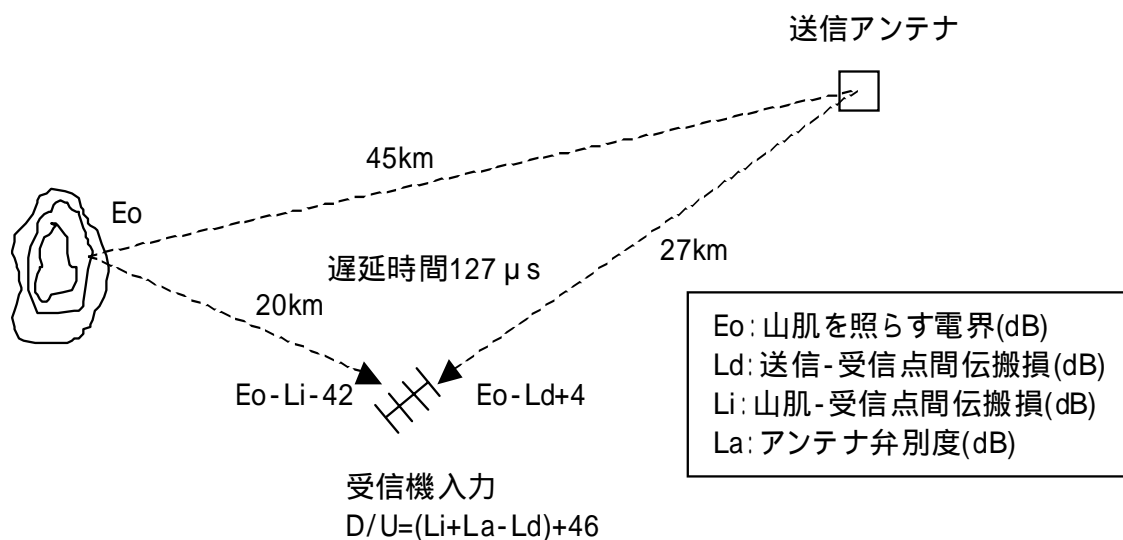 送信アンテナ
45km
Eo
27km
遅延時間127μs
20km
Eo-Li-42
Eo-Ld+4
Eo:山肌を照らす電界(dB)
Ld:送信-受信点間伝搬損(dB)
Li:山肌-受信点間伝搬損(dB)
La:アンテナ弁別度(dB)
受信機入力
D/U=(Li+La-Ld)+46